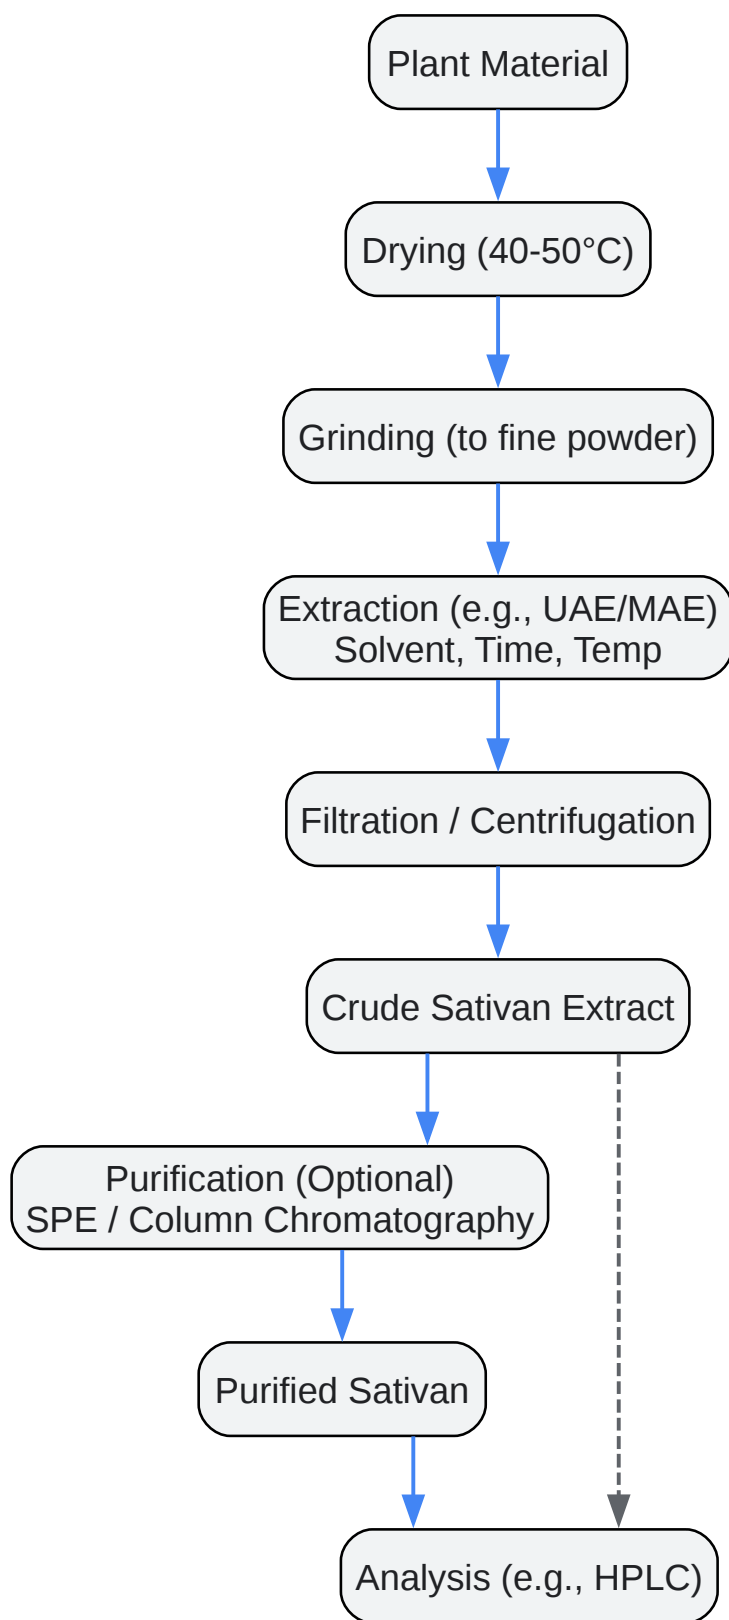 Plant Material
Drying (40-50°C)
Grinding (to fine powder)
Extraction (e.g., UAE/MAE)
Solvent, Time, Temp
Filtration / Centrifugation
Crude Sativan Extract
Purification (Optional)
SPE / Column Chromatography
Purified Sativan
Analysis (e.g., HPLC)